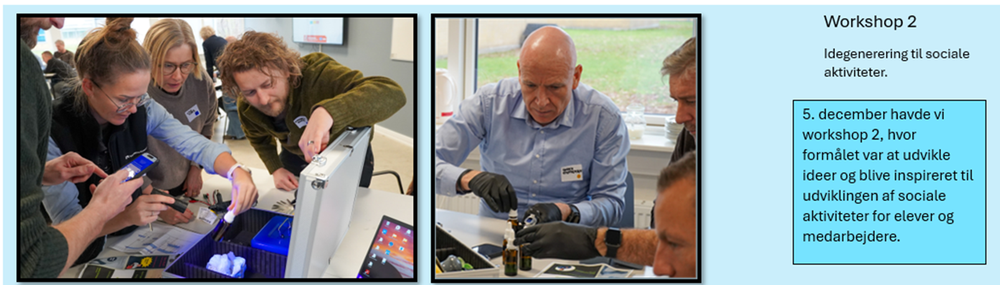 Workshop 2
Idegenerering til sociale
aktiviteter.
5. december havde vi
workshop 2, hvor
formålet var at udvikle
ideer og blive inspireret til
udviklingen af sociale
aktiviteter for elever og
medarbejdere.